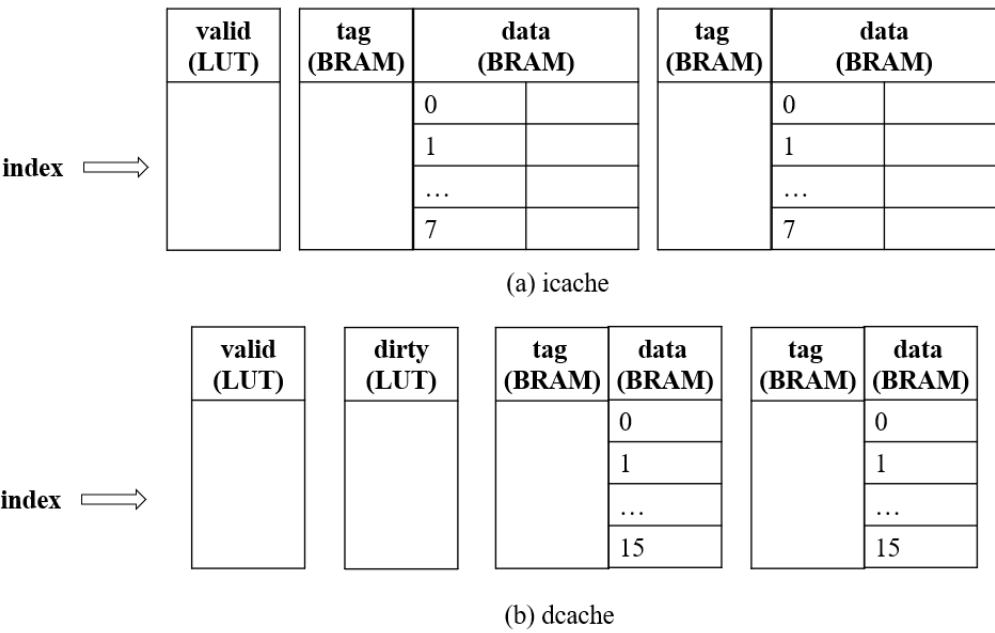 valid tag data tag data
(LUT) (BRAM) (BRAM) (BRAM) (BRAM)
0 0
1 1
index
… …
7 7
(a) icache
valid dirty tag data tag data
(LUT) (LUT) (BRAM) (BRAM) (BRAM) (BRAM)
0 0
1 1
index
… …
15 15
(b) dcache